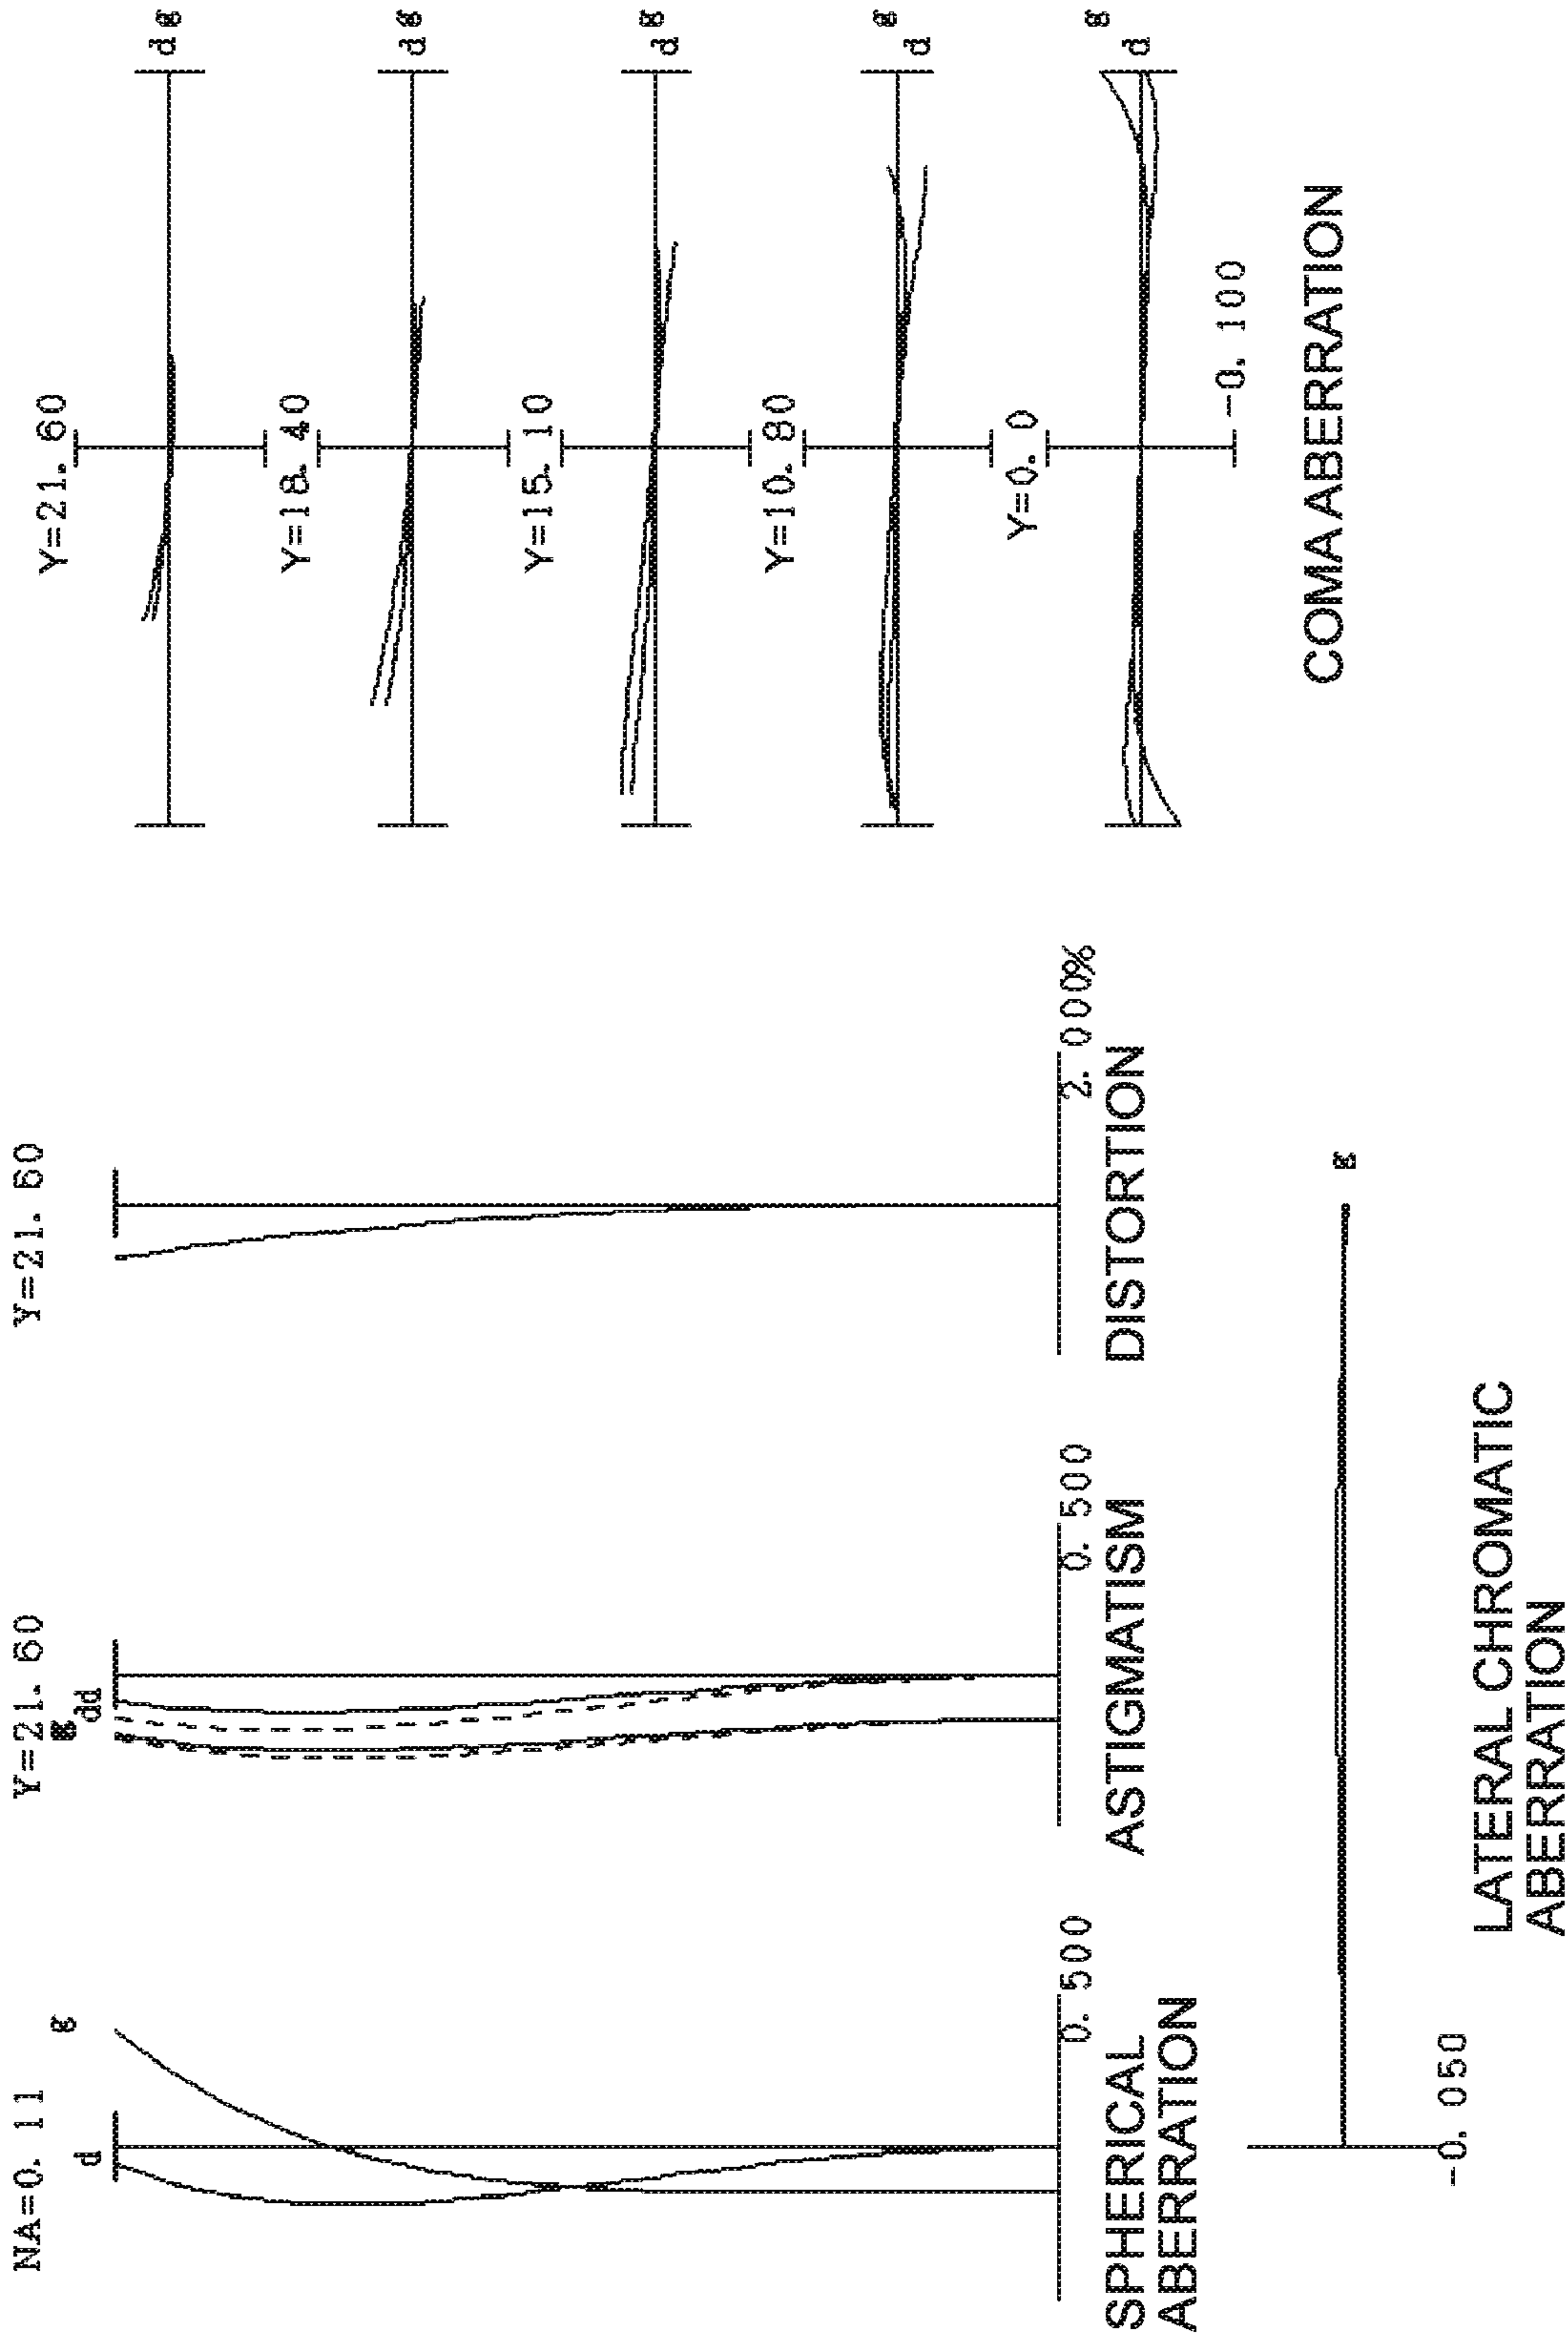 NA=0. 11
d
g
0. 500
SPHERICAL
ABERRATION
Y=21. 60
g
dd
0. 500
ASTIGMATISM
Y=21. 60
2. 000%
DISTORTION
Y=21. 60
d g
Y=18. 40
d g
Y=15. 10
d g
Y=10. 80
d g
Y=0. 0
d g
-0. 100
COMA ABERRATION
g
-0. 050
LATERAL CHROMATIC
ABERRATION